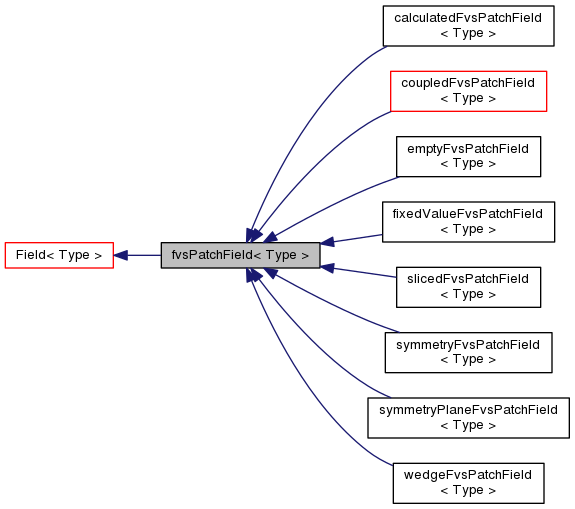 calculatedFvsPatchField
< Type >
coupledFvsPatchField
< Type >
emptyFvsPatchField
< Type >
fixedValueFvsPatchField
< Type >
Field< Type >
fvsPatchField< Type >
slicedFvsPatchField
< Type >
symmetryFvsPatchField
< Type >
symmetryPlaneFvsPatchField
< Type >
wedgeFvsPatchField
< Type >